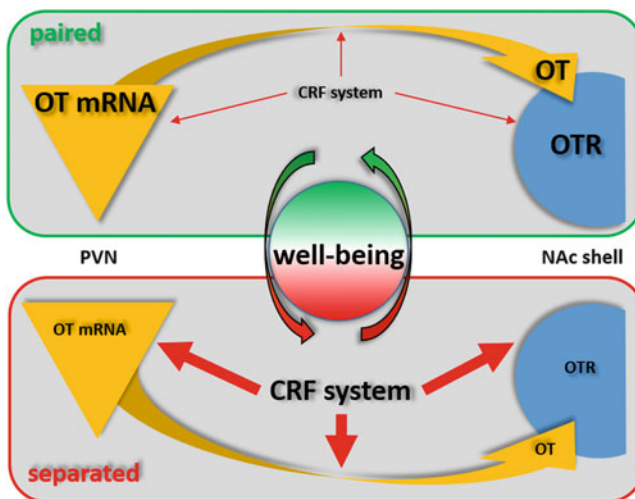 paired
OT mRNA
OT
CRF system
OTR
PVN
well-being
NAc shell
OT mRNA
OTR
CRF system
OT
separated